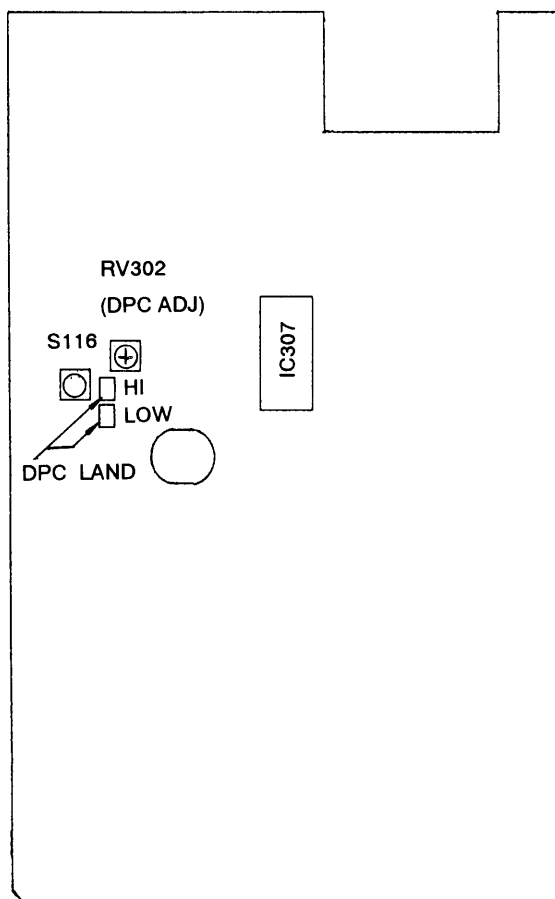 RV302
(DPC ADJ)
S116
IC307
HI
LOW
DPC LAND